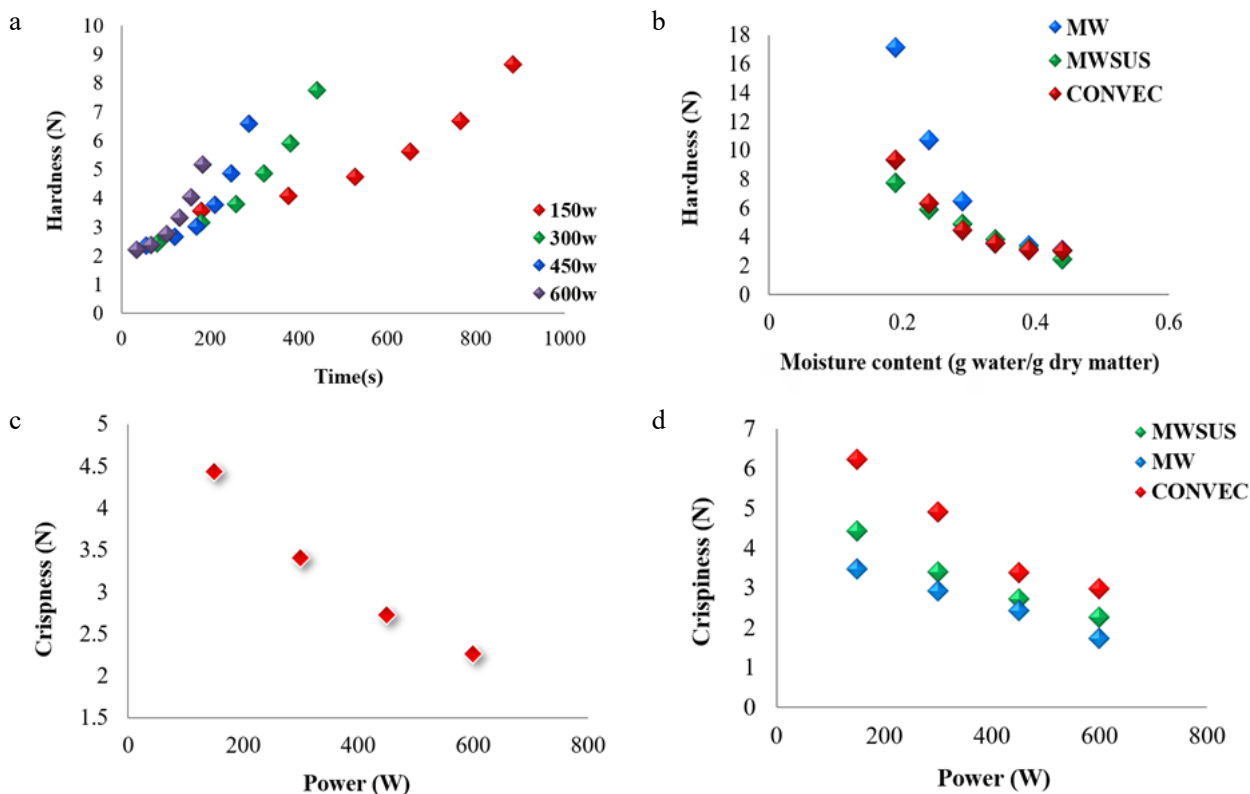 a
10
9
8
7
6
5
4
3
2
1
0
Hardness (N)
0 200 400 600 800 1000
Time(s)
150w
300w
450w
600w
b
18
16
14
12
10
8
6
4
2
0
Hardness (N)
0 0.2 0.4 0.6
Moisture content (g water/g dry matter)
MW
MWSUS
CONVEC
c
5
4.5
4
3.5
3
2.5
2
1.5
Crispness (N)
0 200 400 600 800
Power (W)
d
7
6
5
4
3
2
1
0
Crispiness (N)
0 200 400 600 800
Power (W)
MWSUS
MW
CONVEC